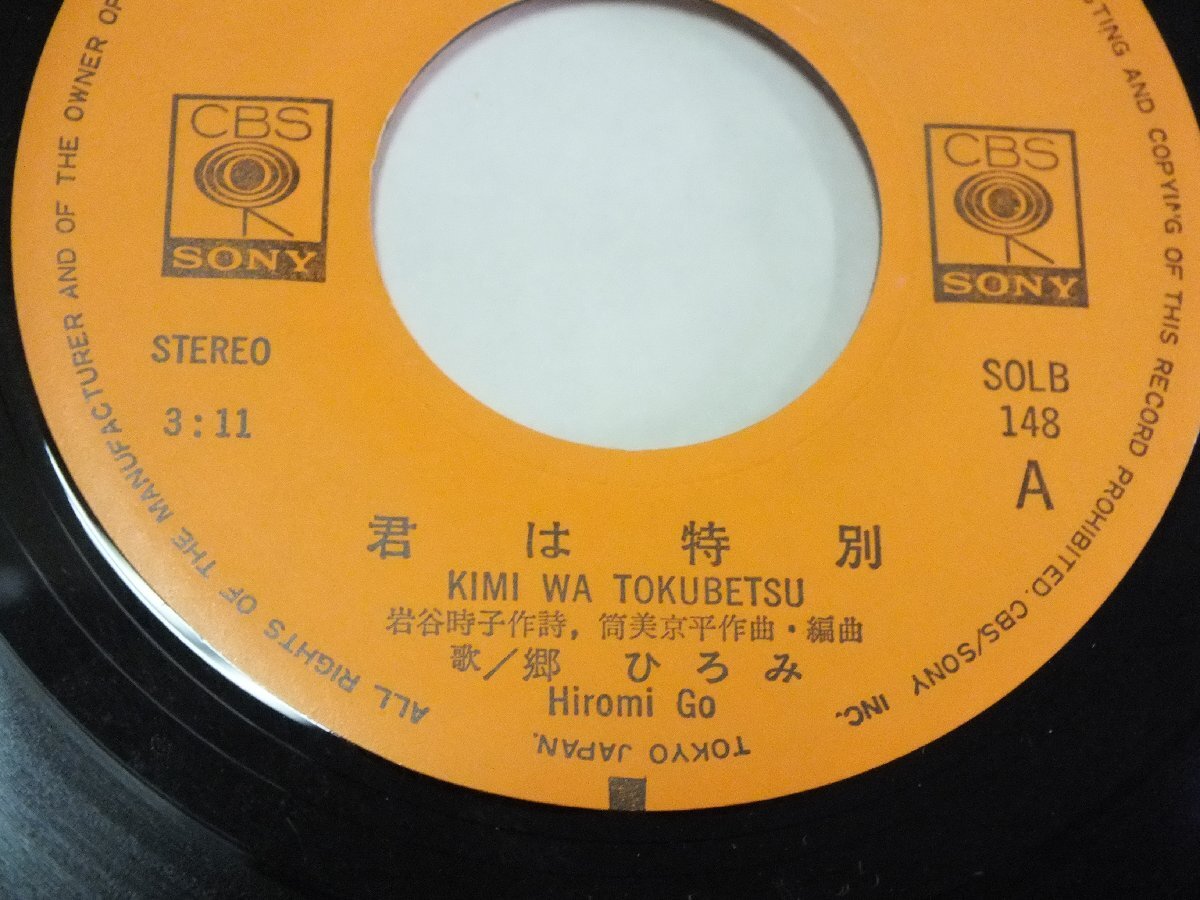 CBS
SONY
CBS
SONY
STEREO
3:11
SOLB
148
A
君は特別
KIMI WA TOKUBETSU
岩谷時子作詩,筒美京平作曲・編曲
歌/郷 ひろみ
Hiromi Go
ALL RIGHTS OF THE MANUFACTURER AND OF THE OWNER OF
AND COPYING OF THIS RECORD PROHIBITED. CBS/SONY INC.
TOKYO JAPAN.